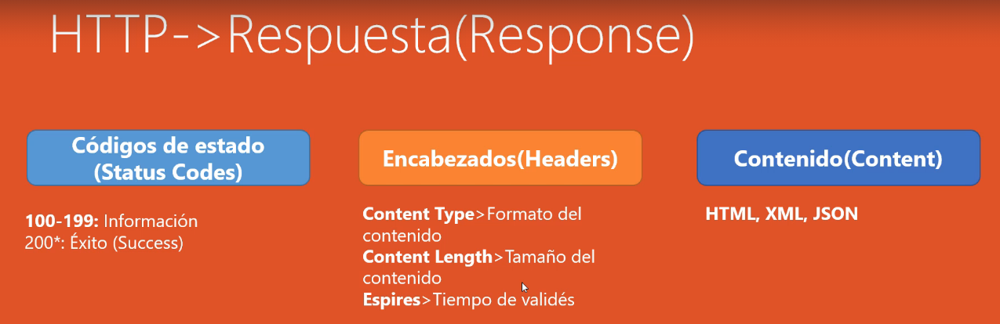 HTTP->Respuesta(Response)
Códigos de estado
(Status Codes)
100-199: Información
200*: Éxito (Success)
Encabezados(Headers)
Content Type>Formato del
contenido
Content Length>Tamaño del
contenido
Espires>Tiempo de validés
Contenido(Content)
HTML, XML, JSON